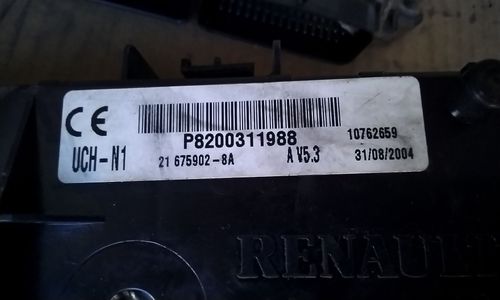 CE
P8200311988
10762659
UCH-N1
21 675902-8A
A V5.3
31/08/2004
RENAULT